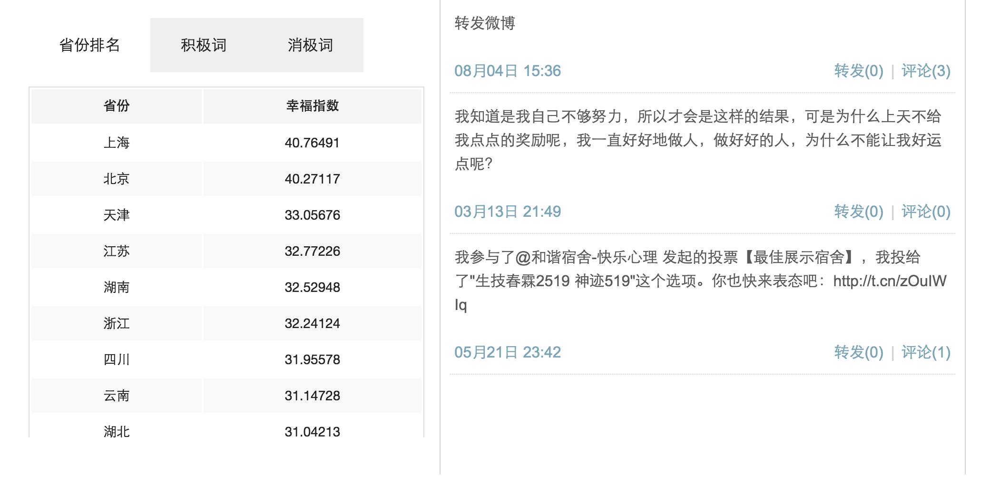 省份排名 积极词 消极词
省份 幸福指数
上海 40.76491
北京 40.27117
天津 33.05676
江苏 32.77226
湖南 32.52948
浙江 32.24124
四川 31.95578
云南 31.14728
湖北 31.04213
转发微博
08月04日 15:36 转发(0) | 评论(3)
我知道是我自己不够努力，所以才会是这样的结果，可是为什么上天不给
我点点的奖励呢，我一直好好地做人，做好好的人，为什么不能让我好运
点呢？
03月13日 21:49 转发(0) | 评论(0)
我参与了@和谐宿舍-快乐心理 发起的投票【最佳展示宿舍】，我投给
了"生技春霖2519 神迹519"这个选项。你也快来表态吧：http://t.cn/zOuIW
Iq
05月21日 23:42 转发(0) | 评论(1)